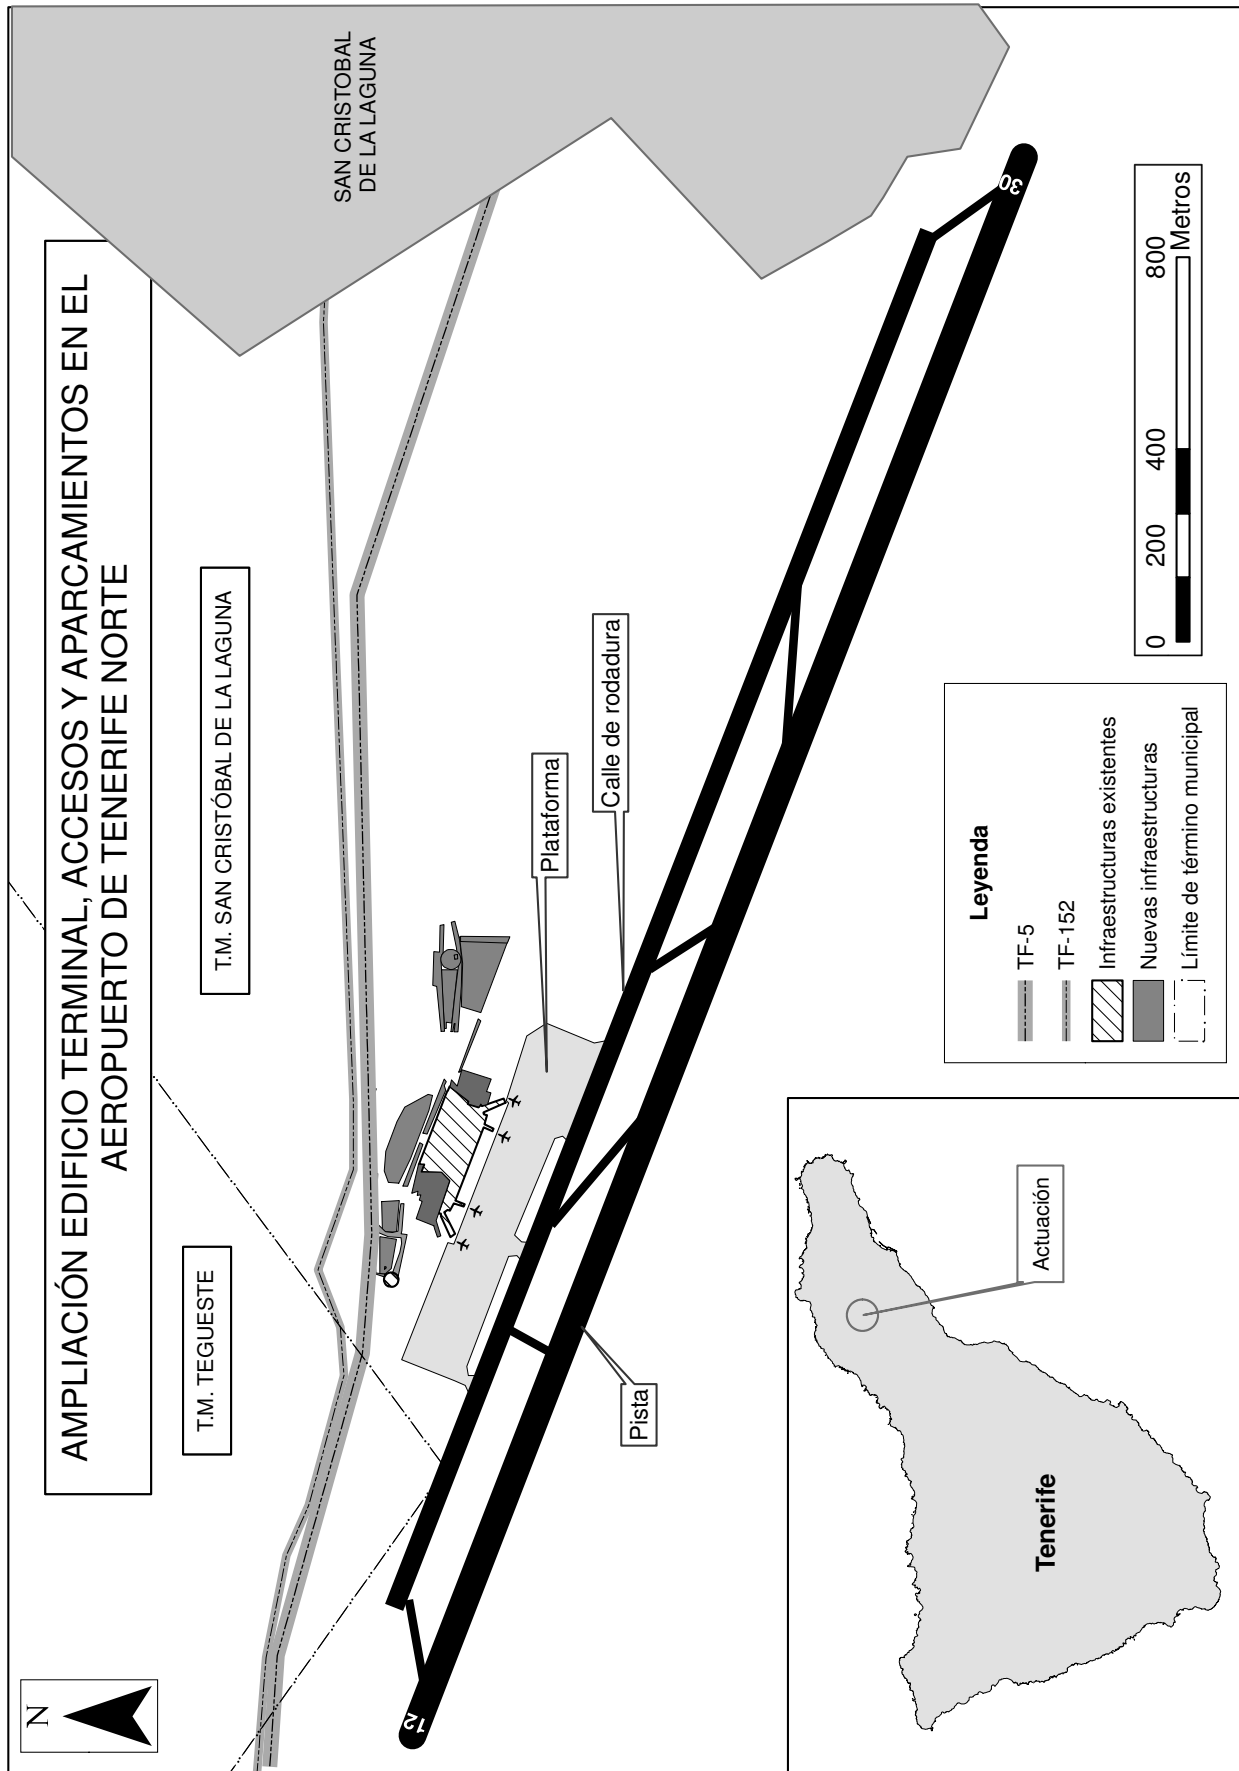 AMPLIACIÓN EDIFICIO TERMINAL, ACCESOS Y APARCAMIENTOS EN EL
AEROPUERTO DE TENERIFE NORTE
N
T.M. TEGUESTE
T.M. SAN CRISTÓBAL DE LA LAGUNA
SAN CRISTOBAL
DE LA LAGUNA
Plataforma
Calle de rodadura
Pista
12
30
Tenerife
Actuación
Leyenda
TF-5
TF-152
Infraestructuras existentes
Nuevas infraestructuras
Límite de término municipal
0 200 400 800
Metros